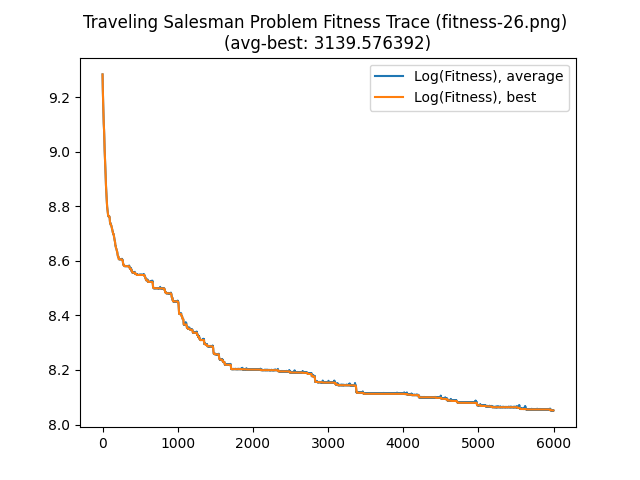 Traveling Salesman Problem Fitness Trace (fitness-26.png)
(avg-best: 3139.576392)
Log(Fitness), average
Log(Fitness), best
9.2
9.0
8.8
8.6
8.4
8.2
8.0
0 1000 2000 3000 4000 5000 6000